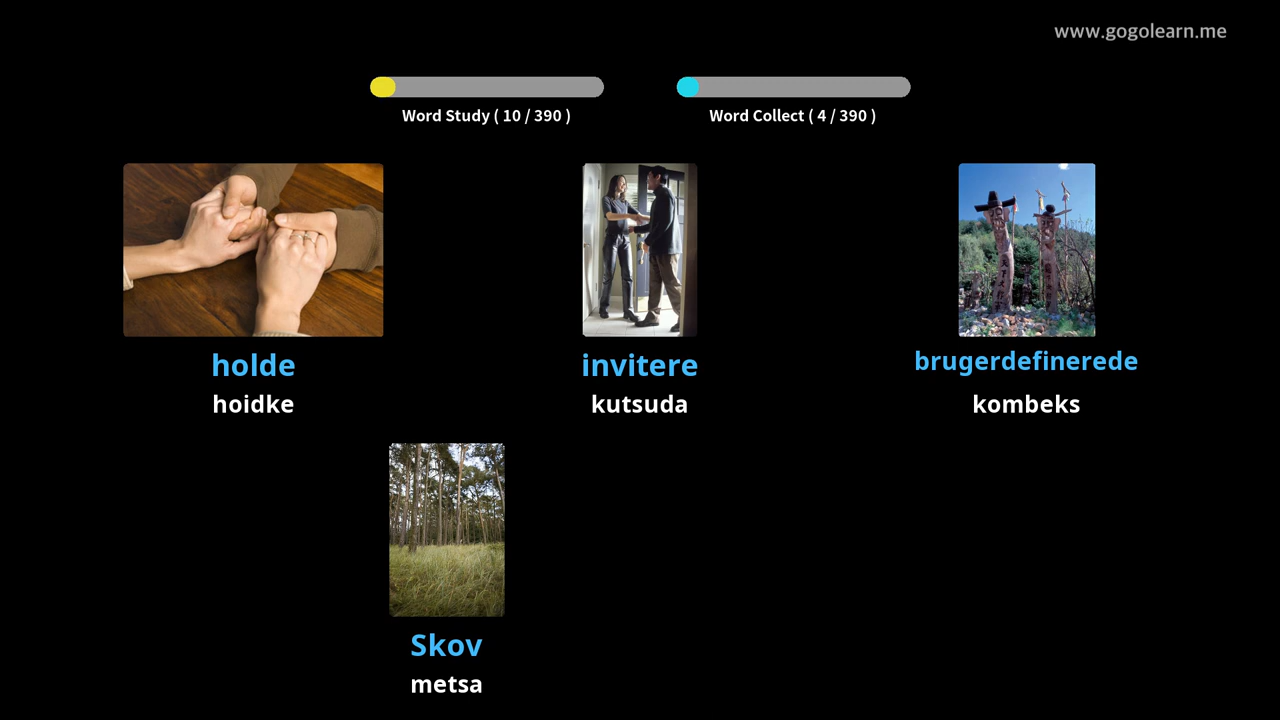 www.gogolearn.me
Word Study ( 10 / 390 )
Word Collect ( 4 / 390 )
holde
hoidke
invitere
kutsuda
brugerdefinerede
kombeks
Skov
metsa